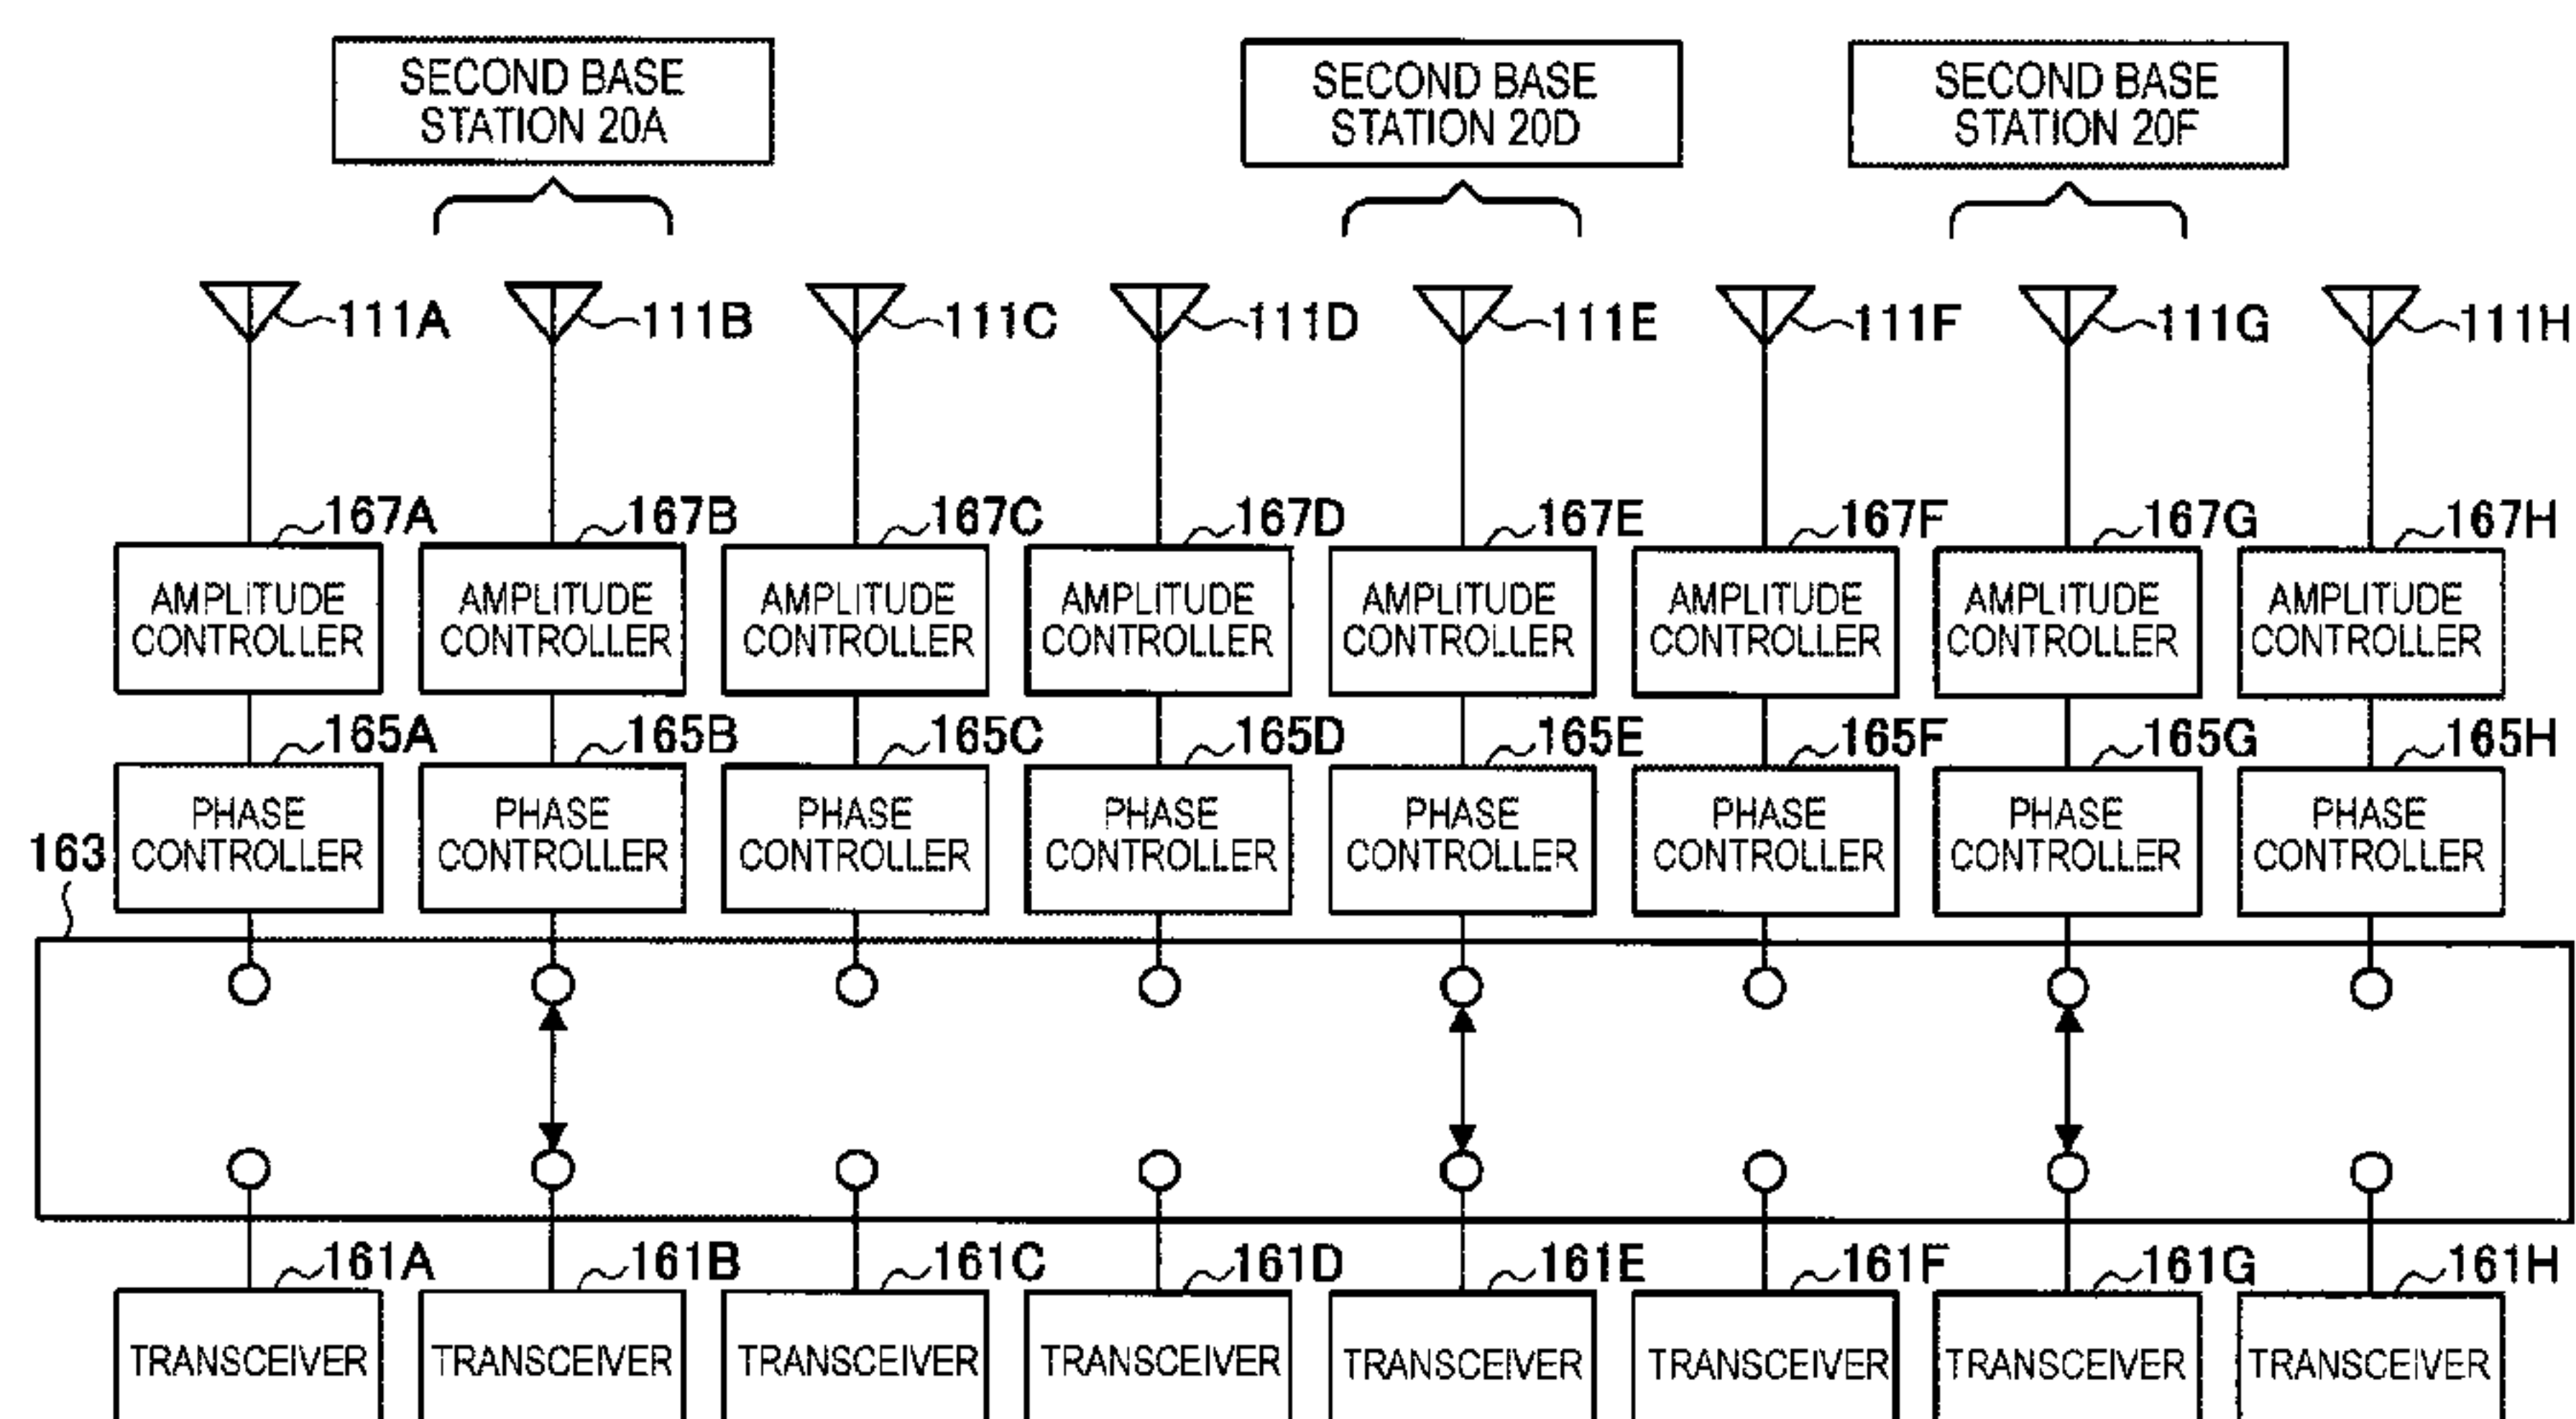 SECOND BASE
STATION 20A
SECOND BASE
STATION 20D
SECOND BASE
STATION 20F
111A 111B 111C 111D 111E 111F 111G 111H
167A 167B 167C 167D 167E 167F 167G 167H
AMPLITUDE AMPLITUDE AMPLITUDE AMPLITUDE AMPLITUDE AMPLITUDE AMPLITUDE AMPLITUDE
CONTROLLER CONTROLLER CONTROLLER CONTROLLER CONTROLLER CONTROLLER CONTROLLER CONTROLLER
165A 165B 165C 165D 165E 165F 165G 165H
PHASE PHASE PHASE PHASE PHASE PHASE PHASE PHASE
163 CONTROLLER CONTROLLER CONTROLLER CONTROLLER CONTROLLER CONTROLLER CONTROLLER CONTROLLER
161A 161B 161C 161D 161E 161F 161G 161H
TRANSCEIVER TRANSCEIVER TRANSCEIVER TRANSCEIVER TRANSCEIVER TRANSCEIVER TRANSCEIVER TRANSCEIVER